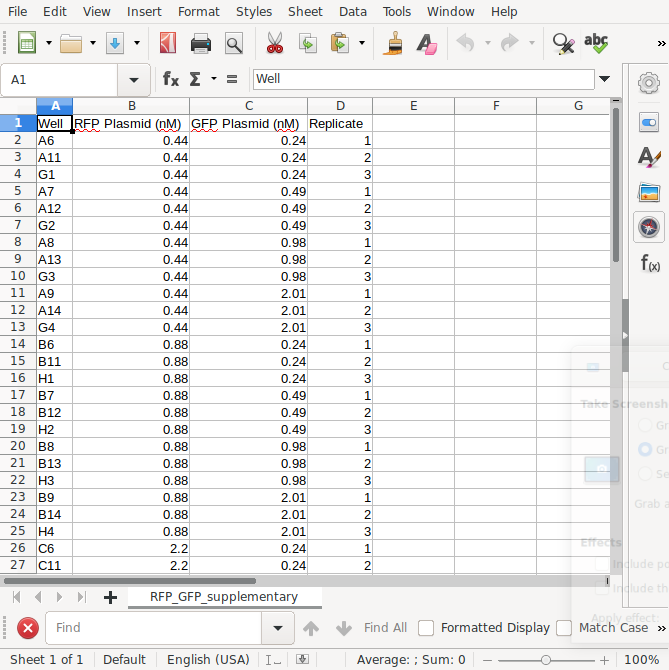 File Edit View Insert Format Styles Sheet Data Tools Window Help
abc
A1 fx Σ = Well
A B C D E F G
1 Well RFP Plasmid (nM) GFP Plasmid (nM) Replicate
2 A6 0.44 0.24 1
3 A11 0.44 0.24 2
4 G1 0.44 0.24 3
5 A7 0.44 0.49 1
6 A12 0.44 0.49 2
7 G2 0.44 0.49 3
8 A8 0.44 0.98 1
9 A13 0.44 0.98 2
10 G3 0.44 0.98 3
11 A9 0.44 2.01 1
12 A14 0.44 2.01 2
13 G4 0.44 2.01 3
14 B6 0.88 0.24 1
15 B11 0.88 0.24 2
16 H1 0.88 0.24 3
17 B7 0.88 0.49 1
18 B12 0.88 0.49 2
19 H2 0.88 0.49 3
20 B8 0.88 0.98 1
21 B13 0.88 0.98 2
22 H3 0.88 0.98 3
23 B9 0.88 2.01 1
24 B14 0.88 2.01 2
25 H4 0.88 2.01 3
26 C6 2.2 0.24 1
27 C11 2.2 0.24 2
f(x)
Take Screensh
Gr
Gr
Se
Grab a
Effects
Include po
Include the
Apply effect:
RFP_GFP_supplementary
Find Find All Formatted Display Match Case
Sheet 1 of 1 Default English (USA) Average: ; Sum: 0 100%